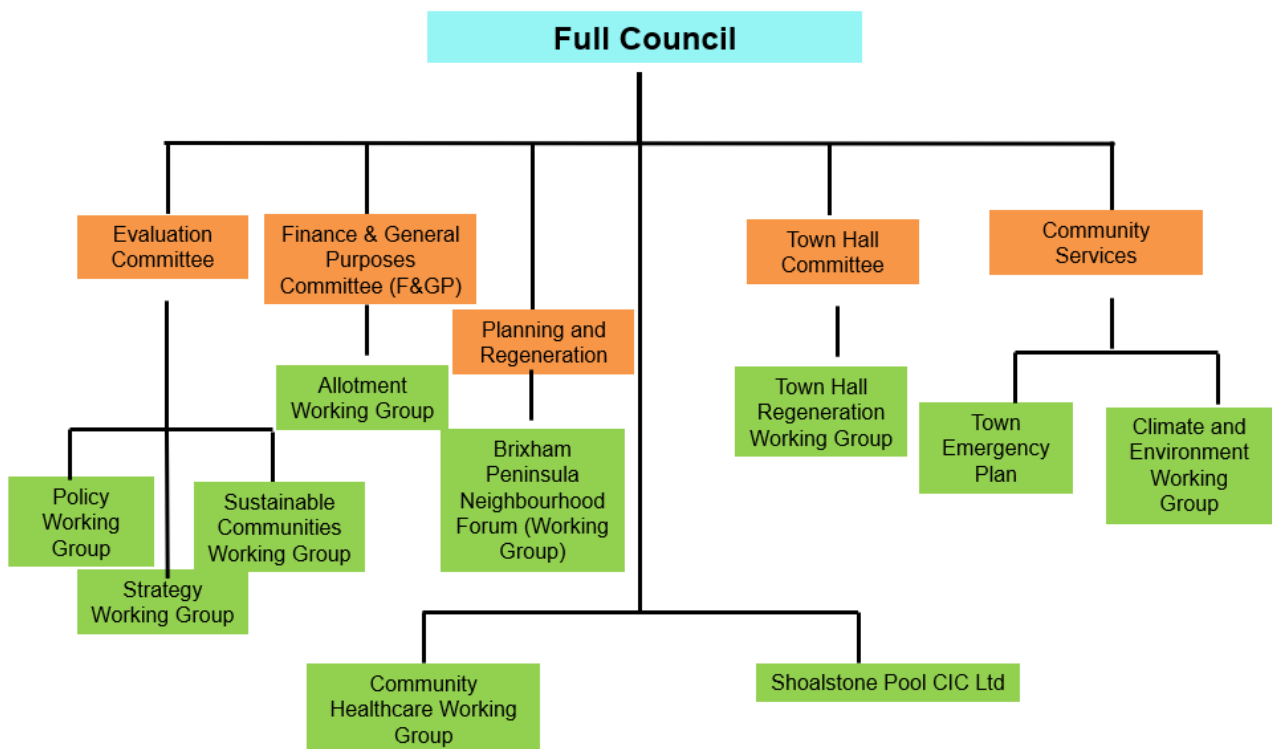 Full Council
Evaluation
Committee
Finance & General
Purposes
Committee (F&GP)
Planning and
Regeneration
Town Hall
Committee
Community
Services
Allotment
Working Group
Brixham
Peninsula
Neighbourhood
Forum (Working
Group)
Town Hall
Regeneration
Working Group
Town
Emergency
Plan
Climate and
Environment
Working
Group
Policy
Working
Group
Strategy
Working Group
Sustainable
Communities
Working Group
Community
Healthcare Working
Group
Shoalstone Pool CIC Ltd